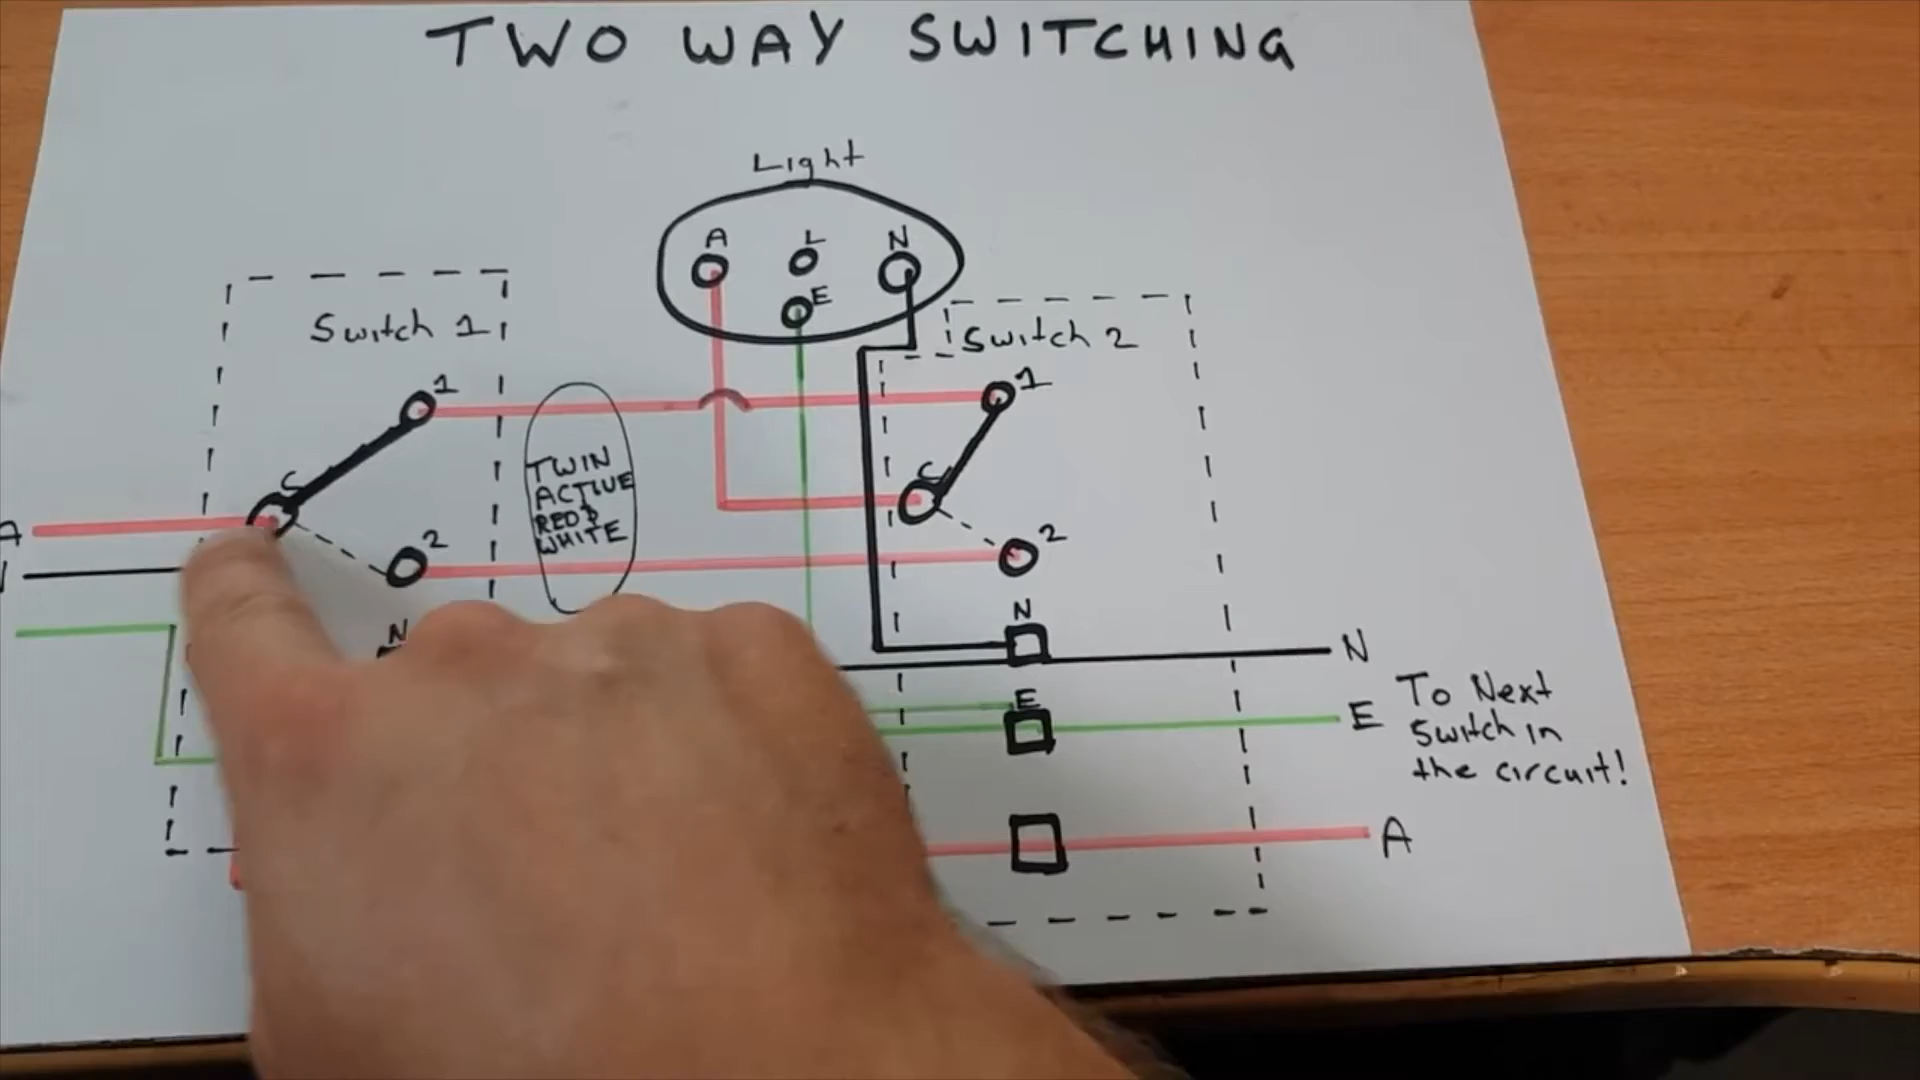 TWO WAY SWITCHING
Light
A
L
N
E
Switch 1
Switch 2
1
1
C
C
TWIN
ACTIVE
RED &
WHITE
A
2
2
N
N
N
E
E
To Next
Switch in
the circuit!
A